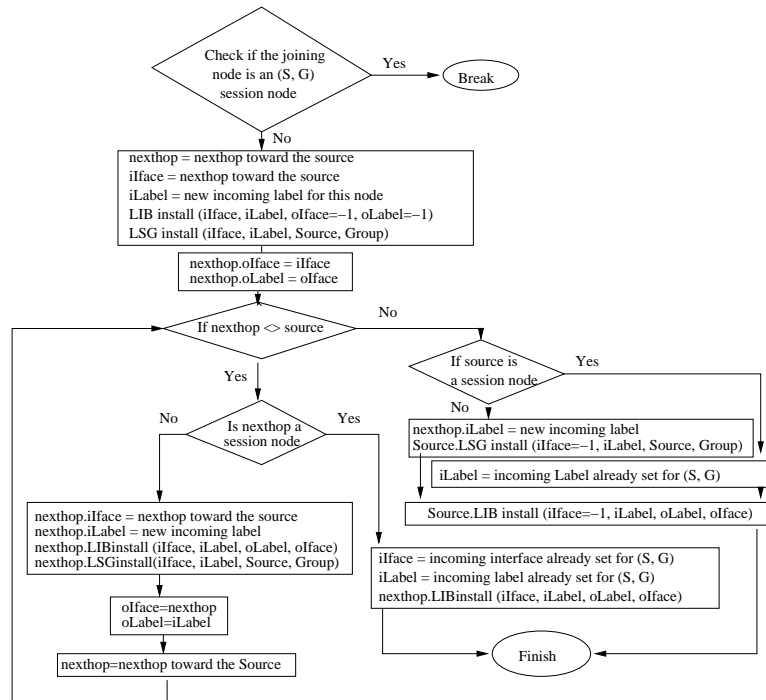 Check if the joining
node is an (S, G)
session node
Yes
Break
No
nexthop = nexthop toward the source
iIface = nexthop toward the source
iLabel = new incoming label for this node
LIB install (iIface, iLabel, oIface=−1, oLabel=−1)
LSG install (iIface, iLabel, Source, Group)
nexthop.oIface = iIface
nexthop.oLabel = oIface
If nexthop <> source
No
Yes
If source is
a session node
Yes
No
Is nexthop a
session node
No
Yes
nexthop.iLabel = new incoming label
Source.LSG install (iIface=−1, iLabel, Source, Group)
iLabel = incoming Label already set for (S, G)
Source.LIB install (iIface=−1, iLabel, oLabel, oIface)
nexthop.iIface = nexthop toward the source
nexthop.iLabel = new incoming label
nexthop.LIBinstall (iIface, iLabel, oLabel, oIface)
nexthop.LSGinstall(iIface, iLabel, Source, Group)
iIface = incoming interface already set for (S, G)
iLabel = incoming label already set for (S, G)
nexthop.LIBinstall (iIface, iLabel, oLabel, oIface)
oIface=nexthop
oLabel=iLabel
nexthop=nexthop toward the Source
Finish